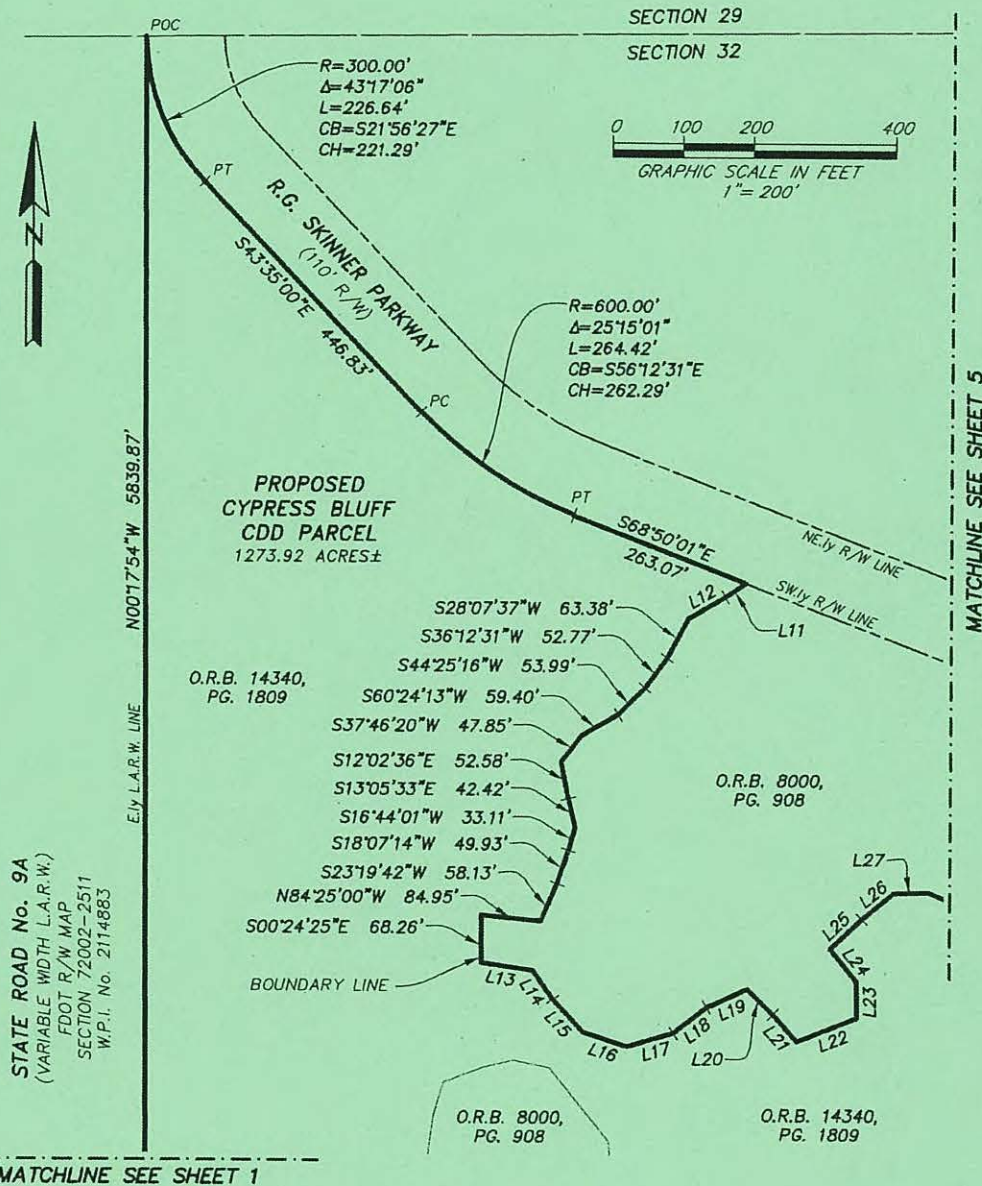 SECTION 29
POC
SECTION 32
R=300.00'
Δ=43°17'06"
L=226.64'
CB=S21°56'27"E
CH=221.29'
0 100 200 400
GRAPHIC SCALE IN FEET
1"= 200'
PT
R.G. SKINNER PARKWAY
(110' R/W)
N
S43°35'00"E 446.83'
R=600.00'
Δ=25°15'01"
L=264.42'
CB=S56°12'31"E
CH=262.29'
PC
MATCHLINE SEE SHEET 5
N00°17'54"W 5839.87'
PROPOSED
CYPRESS BLUFF
CDD PARCEL
1273.92 ACRES±
PT
S68°50'01"E
263.07'
NE.ly R/W LINE
SW.ly R/W LINE
L12
L11
S28°07'37"W 63.38'
S36°12'31"W 52.77'
S44°25'16"W 53.99'
S60°24'13"W 59.40'
S37°46'20"W 47.85'
S12°02'36"E 52.58'
S13°05'33"E 42.42'
S16°44'01"W 33.11'
S18°07'14"W 49.93'
S23°19'42"W 58.13'
N84°25'00"W 84.95'
S00°24'25"E 68.26'
BOUNDARY LINE
O.R.B. 14340,
PG. 1809
E.ly L.A.R.W. LINE
O.R.B. 8000,
PG. 908
L27
L26
L25
L24
L23
L22
L21
L20
L19
L18
L17
L16
L15
L14
L13
STATE ROAD No. 9A
(VARIABLE WIDTH L.A.R.W.)
FDOT R/W MAP
SECTION 72002-2511
W.P.I. No. 2114883
O.R.B. 8000,
PG. 908
O.R.B. 14340,
PG. 1809
MATCHLINE SEE SHEET 1